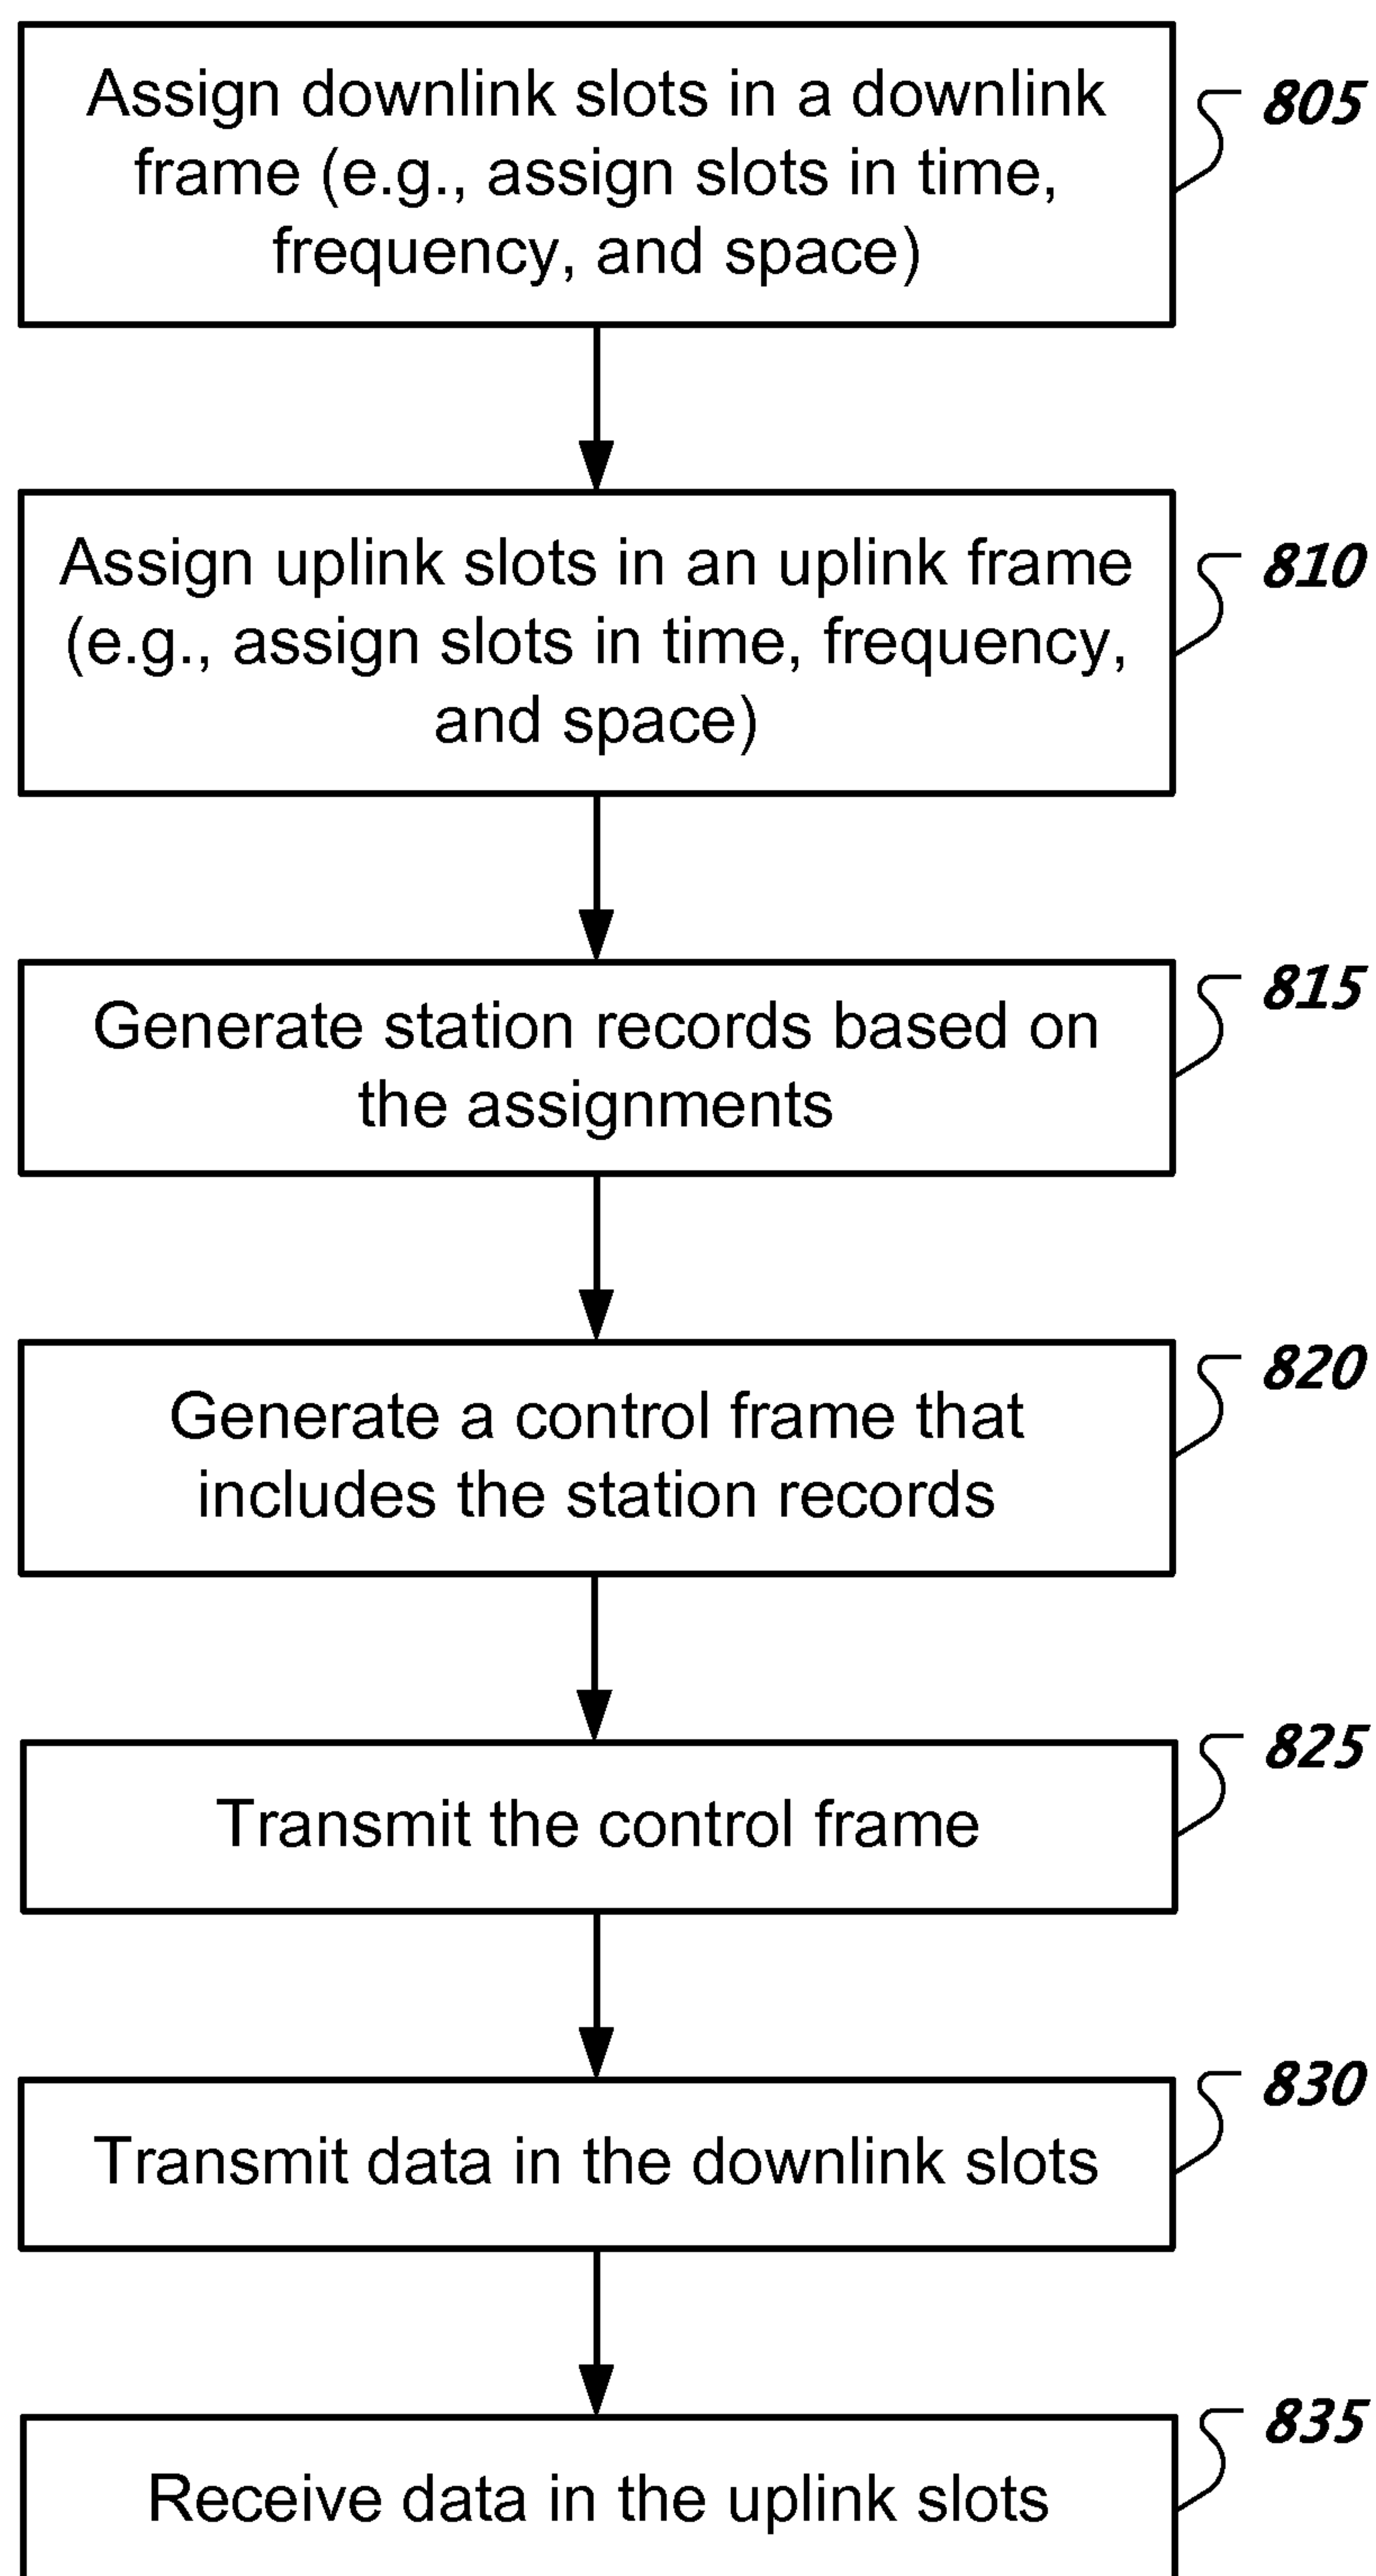 Assign downlink slots in a downlink
frame (e.g., assign slots in time,
frequency, and space)
805
Assign uplink slots in an uplink frame
(e.g., assign slots in time, frequency,
and space)
810
Generate station records based on
the assignments
815
Generate a control frame that
includes the station records
820
Transmit the control frame
825
Transmit data in the downlink slots
830
Receive data in the uplink slots
835